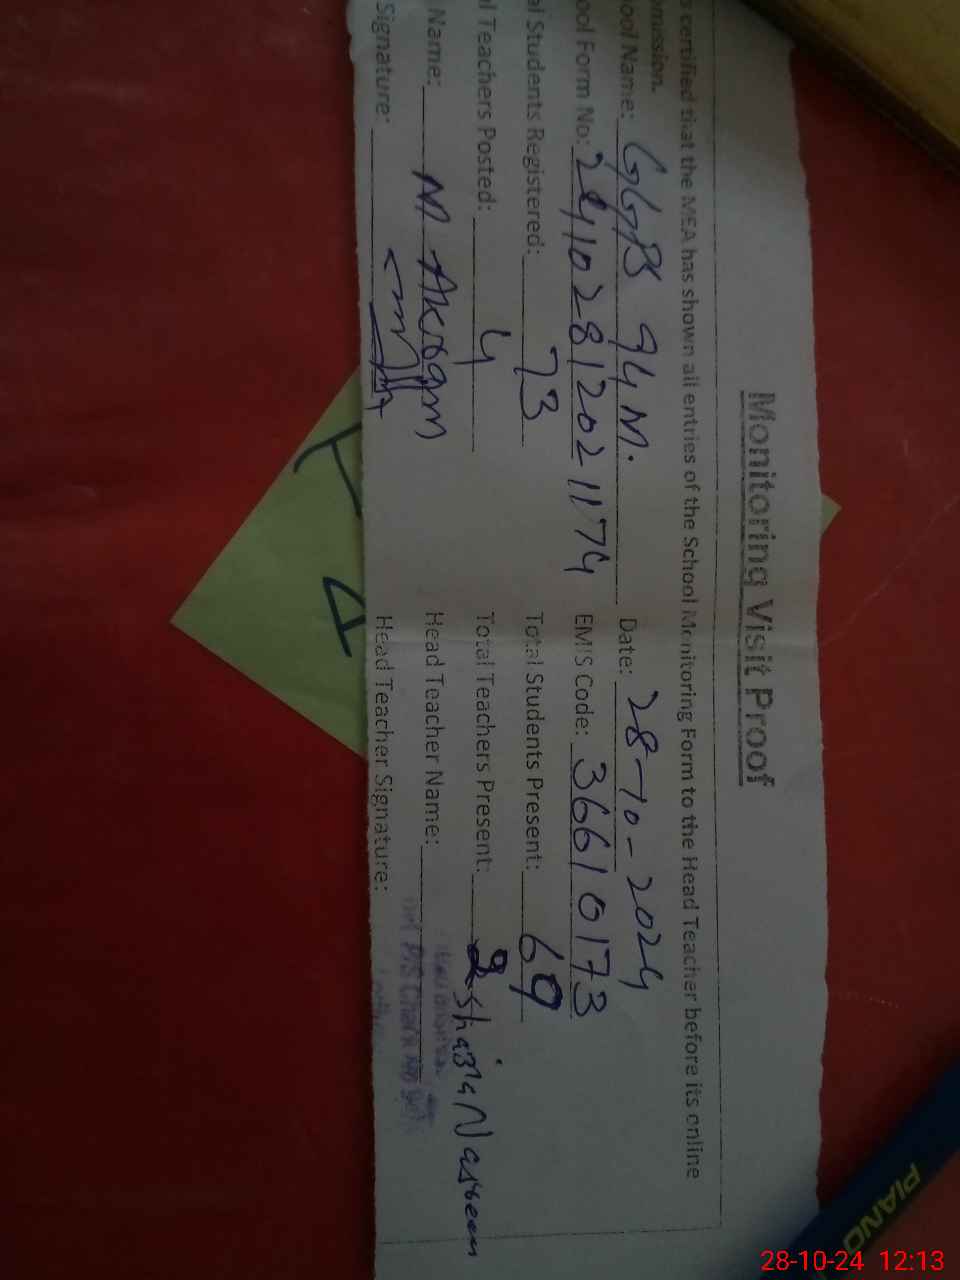 Monitoring Visit Proof
s certified that the MEA has shown all entries of the School Monitoring Form to the Head Teacher before its online
mission.
ool Name: GGPS 94 M. Date: 28-10-2024
ool Form No: 241028120211174 EMIS Code: 36610173
al Students Registered: 73 Total Students Present: 69
l Teachers Posted: 4 Total Teachers Present: 2
Name: M Akram Head Teacher Name: Shazia Naseem
Signature: Head Teacher Signature:
PIANO
28-10-24 12:13